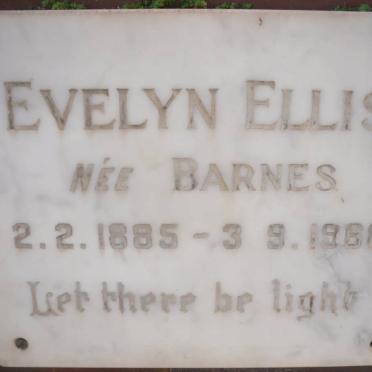 EVELYN ELLIS
NÉE BARNES
2.2.1885 - 3 9.196
Let there be light